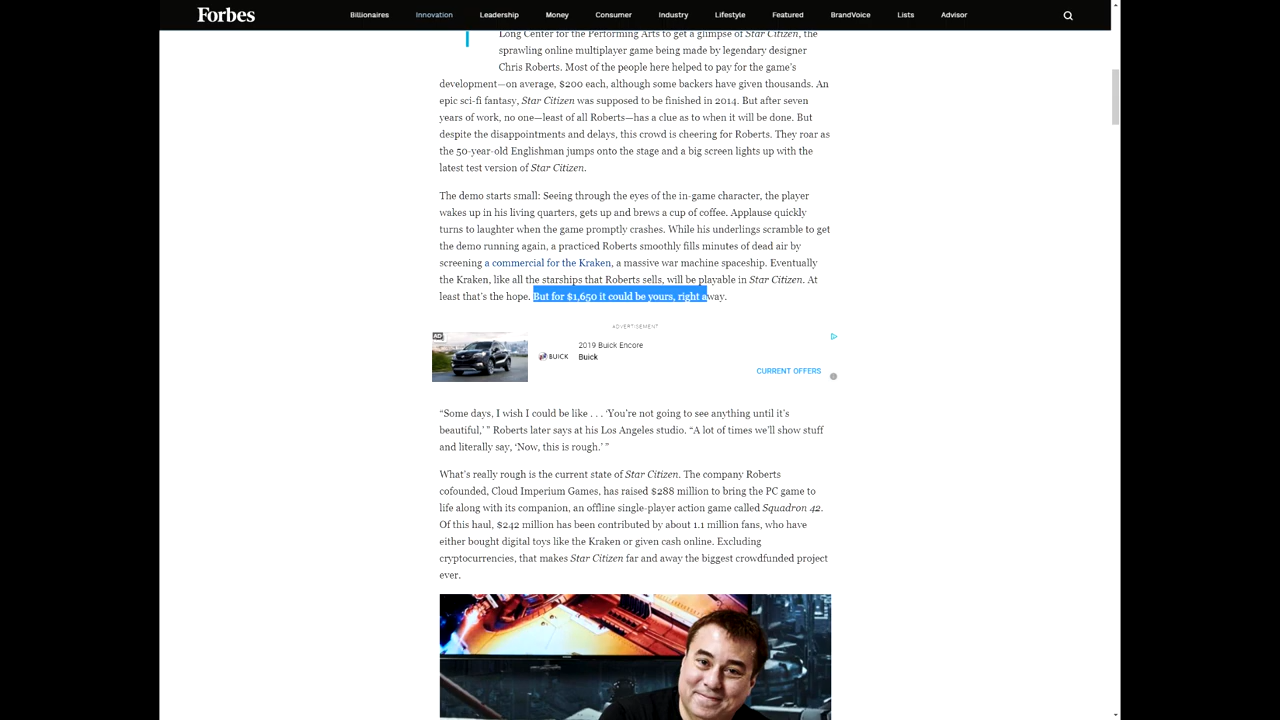 Forbes
Billionaires Innovation Leadership Money Consumer Industry Lifestyle Featured BrandVoice Lists Advisor
Long Center for the Performing Arts to get a glimpse of Star Citizen, the
sprawling online multiplayer game being made by legendary designer
Chris Roberts. Most of the people here helped to pay for the game's
development—on average, $200 each, although some backers have given thousands. An
epic sci-fi fantasy, Star Citizen was supposed to be finished in 2014. But after seven
years of work, no one—least of all Roberts—has a clue as to when it will be done. But
despite the disappointments and delays, this crowd is cheering for Roberts. They roar as
the 50-year-old Englishman jumps onto the stage and a big screen lights up with the
latest test version of Star Citizen.
The demo starts small: Seeing through the eyes of the in-game character, the player
wakes up in his living quarters, gets up and brews a cup of coffee. Applause quickly
turns to laughter when the game promptly crashes. While his underlings scramble to get
the demo running again, a practiced Roberts smoothly fills minutes of dead air by
screening a commercial for the Kraken, a massive war machine spaceship. Eventually
the Kraken, like all the starships that Roberts sells, will be playable in Star Citizen. At
least that's the hope. But for $1,650 it could be yours, right away.
ADVERTISEMENT
AD
2019 Buick Encore
BUICK
Buick
CURRENT OFFERS
“Some days, I wish I could be like . . . ‘You're not going to see anything until it's
beautiful,’ ” Roberts later says at his Los Angeles studio. “A lot of times we'll show stuff
and literally say, ‘Now, this is rough.’ ”
What's really rough is the current state of Star Citizen. The company Roberts
cofounded, Cloud Imperium Games, has raised $288 million to bring the PC game to
life along with its companion, an offline single-player action game called Squadron 42.
Of this haul, $242 million has been contributed by about 1.1 million fans, who have
either bought digital toys like the Kraken or given cash online. Excluding
cryptocurrencies, that makes Star Citizen far and away the biggest crowdfunded project
ever.